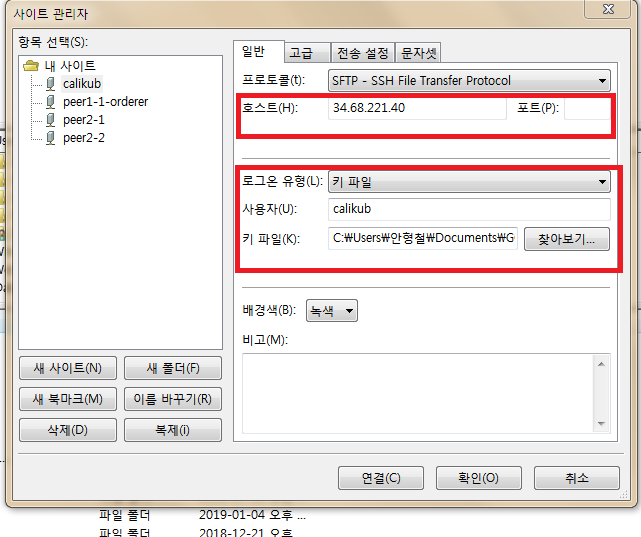 사이트 관리자
항목 선택(S):
내 사이트
calikub
peer1-1-orderer
peer2-1
peer2-2
새 사이트(N) 새 폴더(F)
새 북마크(M) 이름 바꾸기(R)
삭제(D) 복제(i)
일반 고급 전송 설정 문자셋
프로토콜(t): SFTP - SSH File Transfer Protocol
호스트(H): 34.68.221.40 포트(P):
로그온 유형(L): 키 파일
사용자(U): calikub
키 파일(K): C:₩Users₩안형철₩Documents₩G 찾아보기...
배경색(B): 녹색
비고(M):
연결(C) 확인(O) 취소
파일 폴더 2019-01-04 오후 ...
파일 폴더 2018-12-21 오후